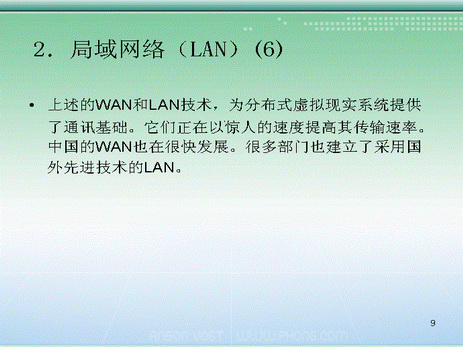 2．局域网络（LAN）(6)
• 上述的WAN和LAN技术，为分布式虚拟现实系统提供
了通讯基础。它们正在以惊人的速度提高其传输速率。
中国的WAN也在很快发展。很多部门也建立了采用国
外先进技术的LAN。
9